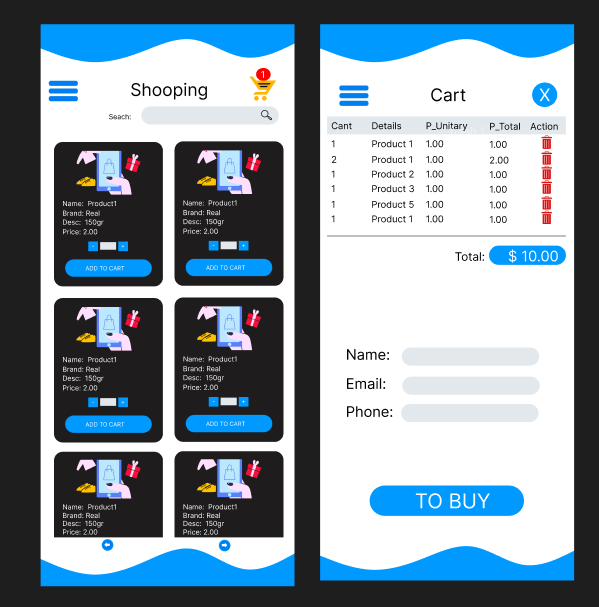 Shooping
1
Seach:
Name: Product1
Brand: Real
Desc: 150gr
Price: 2.00
- +
ADD TO CART
Name: Product1
Brand: Real
Desc: 150gr
Price: 2.00
- +
ADD TO CART
Name: Product1
Brand: Real
Desc: 150gr
Price: 2.00
- +
ADD TO CART
Name: Product1
Brand: Real
Desc: 150gr
Price: 2.00
- +
ADD TO CART
Name: Product1
Brand: Real
Desc: 150gr
Price: 2.00
Name: Product1
Brand: Real
Desc: 150gr
Price: 2.00
Cart
X
Cant Details P_Unitary P_Total Action
1 Product 1 1.00 1.00
2 Product 1 1.00 2.00
1 Product 2 1.00 1.00
1 Product 3 1.00 1.00
1 Product 5 1.00 1.00
1 Product 1 1.00 1.00
Total: $ 10.00
Name:
Email:
Phone:
TO BUY